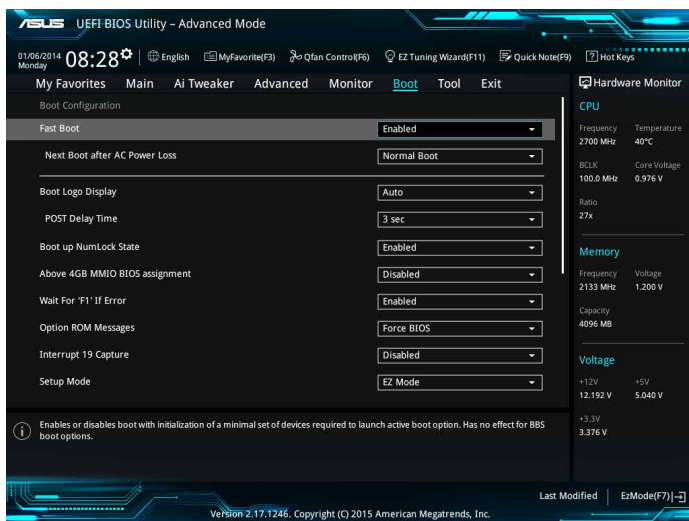 ASUS UEFI BIOS Utility – Advanced Mode
01/06/2014 Monday 08:28 English MyFavorite(F3) Qfan Control(F6) EZ Tuning Wizard(F11) Quick Note(F9) ? Hot Keys
My Favorites Main Ai Tweaker Advanced Monitor Boot Tool Exit
Boot Configuration
Fast Boot Enabled
Next Boot after AC Power Loss Normal Boot
Boot Logo Display Auto
POST Delay Time 3 sec
Boot up NumLock State Enabled
Above 4GB MMIO BIOS assignment Disabled
Wait For 'F1' If Error Enabled
Option ROM Messages Force BIOS
Interrupt 19 Capture Disabled
Setup Mode EZ Mode
Enables or disables boot with initialization of a minimal set of devices required to launch active boot option. Has no effect for BBS
boot options.
Hardware Monitor
CPU
Frequency Temperature
2700 MHz 40°C
BCLK Core Voltage
100.0 MHz 0.976 V
Ratio
27x
Memory
Frequency Voltage
2133 MHz 1.200 V
Capacity
4096 MB
Voltage
+12V +5V
12.192 V 5.040 V
+3.3V
3.376 V
Last Modified EzMode(F7)
Version 2.17.1246. Copyright (C) 2015 American Megatrends, Inc.